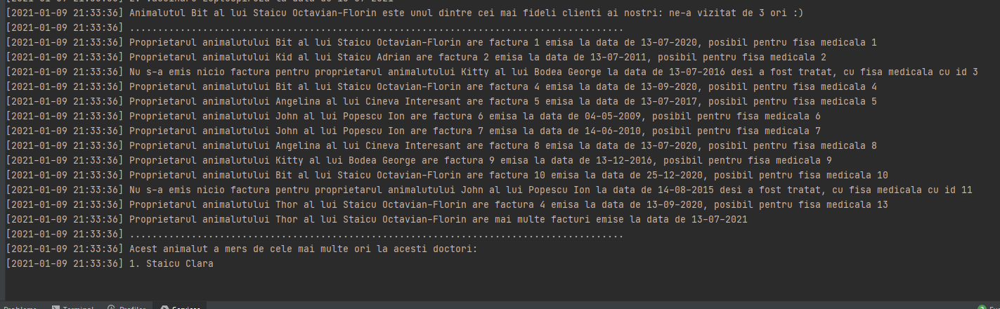 [2021-01-09 21:33:36] Animalutul Bit al lui Staicu Octavian-Florin este unul dintre cei mai fideli clienti ai nostri: ne-a vizitat de 3 ori :)
[2021-01-09 21:33:36] ........................................................................................
[2021-01-09 21:33:36] Proprietarul animalutului Bit al lui Staicu Octavian-Florin are factura 1 emisa la data de 13-07-2020, posibil pentru fisa medicala 1
[2021-01-09 21:33:36] Proprietarul animalutului Kid al lui Staicu Adrian are factura 2 emisa la data de 13-07-2011, posibil pentru fisa medicala 2
[2021-01-09 21:33:36] Nu s-a emis nicio factura pentru proprietarul animalutului Kitty al lui Bodea George la data de 13-07-2016 desi a fost tratat, cu fisa medicala cu id 3
[2021-01-09 21:33:36] Proprietarul animalutului Bit al lui Staicu Octavian-Florin are factura 4 emisa la data de 13-09-2020, posibil pentru fisa medicala 4
[2021-01-09 21:33:36] Proprietarul animalutului Angelina al lui Cineva Interesant are factura 5 emisa la data de 13-07-2017, posibil pentru fisa medicala 5
[2021-01-09 21:33:36] Proprietarul animalutului John al lui Popescu Ion are factura 6 emisa la data de 04-05-2009, posibil pentru fisa medicala 6
[2021-01-09 21:33:36] Proprietarul animalutului John al lui Popescu Ion are factura 7 emisa la data de 14-06-2010, posibil pentru fisa medicala 7
[2021-01-09 21:33:36] Proprietarul animalutului Angelina al lui Cineva Interesant are factura 8 emisa la data de 13-07-2020, posibil pentru fisa medicala 8
[2021-01-09 21:33:36] Proprietarul animalutului Kitty al lui Bodea George are factura 9 emisa la data de 13-12-2016, posibil pentru fisa medicala 9
[2021-01-09 21:33:36] Proprietarul animalutului Bit al lui Staicu Octavian-Florin are factura 10 emisa la data de 25-12-2020, posibil pentru fisa medicala 10
[2021-01-09 21:33:36] Nu s-a emis nicio factura pentru proprietarul animalutului John al lui Popescu Ion la data de 14-08-2015 desi a fost tratat, cu fisa medicala cu id 11
[2021-01-09 21:33:36] Proprietarul animalutului Thor al lui Staicu Octavian-Florin are factura 4 emisa la data de 13-09-2020, posibil pentru fisa medicala 13
[2021-01-09 21:33:36] Proprietarul animalutului Thor al lui Staicu Octavian-Florin are mai multe facturi emise la data de 13-07-2021
[2021-01-09 21:33:36] ........................................................................................
[2021-01-09 21:33:36] Acest animalut a mers de cele mai multe ori la acesti doctori:
[2021-01-09 21:33:36] 1. Staicu Clara
Problems Terminal Profiler Services